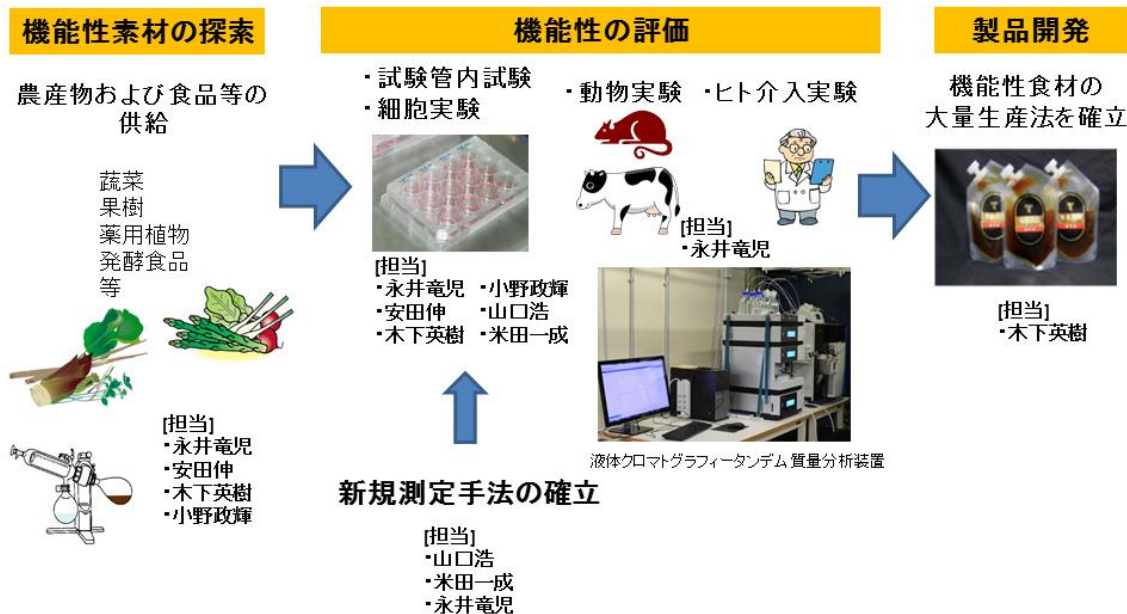 機能性素材の探索
農産物および食品等の
供給
蔬菜
果樹
薬用植物
発酵食品
等
[担当]
・永井竜児
・安田伸
・木下英樹
・小野政輝
機能性の評価
・試験管内試験
・細胞実験
[担当]
・永井竜児 ・小野政輝
・安田伸 ・山口浩
・木下英樹 ・米田一成
・動物実験 ・ヒト介入実験
[担当]
・永井竜児
液体クロマトグラフィータンデム質量分析装置
新規測定手法の確立
[担当]
・山口浩
・米田一成
・永井竜児
製品開発
機能性食材の
大量生産法を確立
[担当]
・木下英樹